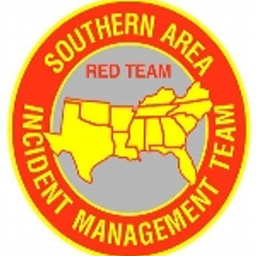 SOUTHERN AREA
RED TEAM
INCIDENT MANAGEMENT TEAM